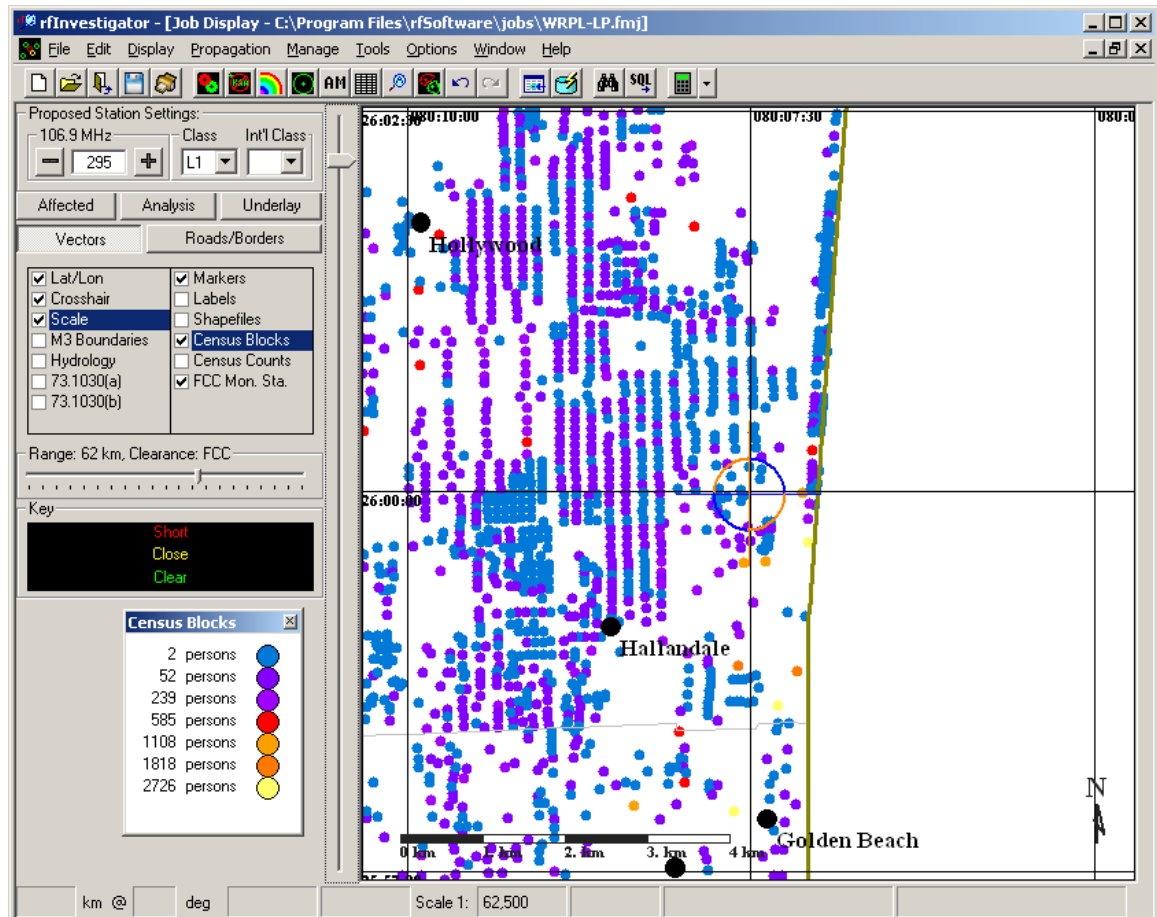 rfInvestigator - [Job Display - C:\Program Files\rfSoftware\jobs\WRPL-LP.fmj]
File Edit Display Propagation Manage Tools Options Window Help
AM SQL
Proposed Station Settings:
106.9 MHz Class Int'l Class
295 L1
Affected Analysis Underlay
Vectors Roads/Borders
Lat/Lon Markers
Crosshair Labels
Scale Shapefiles
M3 Boundaries Census Blocks
Hydrology Census Counts
73.1030(a) FCC Mon. Sta.
73.1030(b)
Range: 62 km, Clearance: FCC
Key
Short
Close
Clear
Census Blocks
2 persons
52 persons
239 persons
585 persons
1108 persons
1818 persons
2726 persons
080:10:00 080:07:30
Hollywood
26:00:00
Hallandale
N
Golden Beach
0 km 1. km 2. km 3. km 4 km
km @ deg Scale 1: 62,500